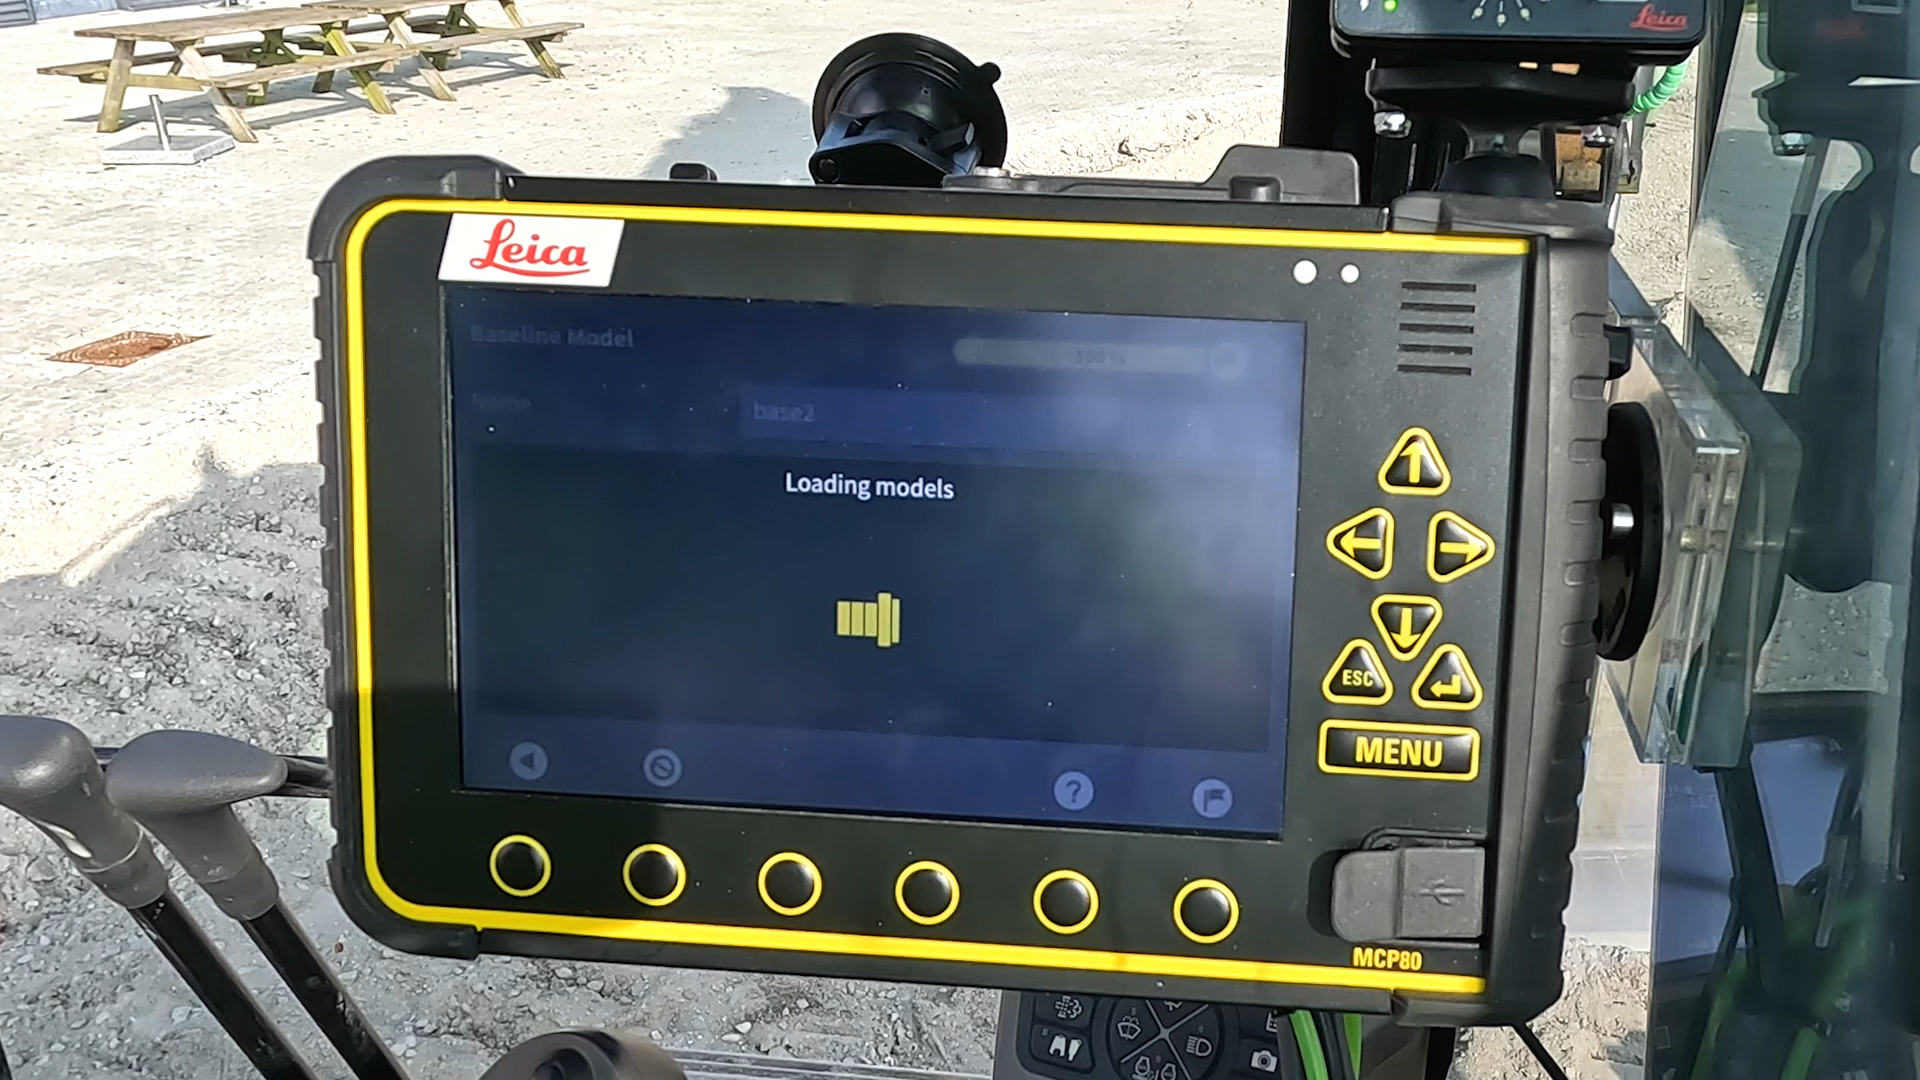 Leica
Leica
Baseline Model
100 %
Name
base2
Loading models
?
ESC
MENU
MCP80